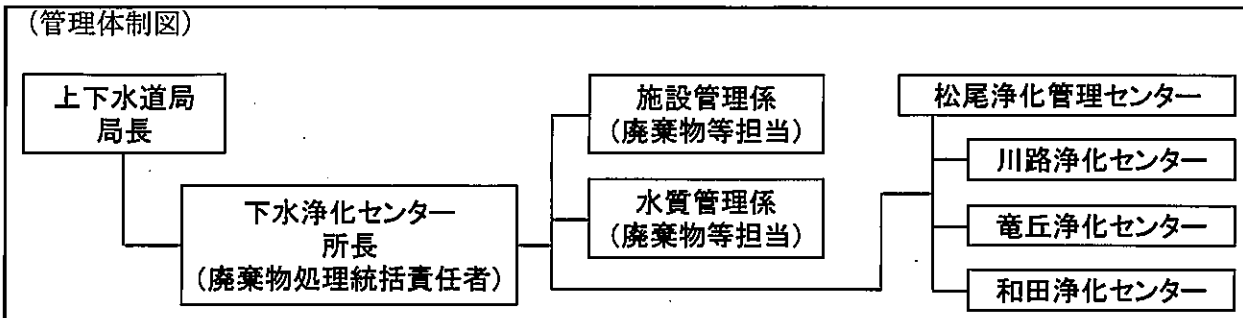 (管理体制図)
上下水道局
局長
下水浄化センター
所長
(廃棄物処理統括責任者)
施設管理係
(廃棄物等担当)
水質管理係
(廃棄物等担当)
松尾浄化管理センター
川路浄化センター
竜丘浄化センター
和田浄化センター